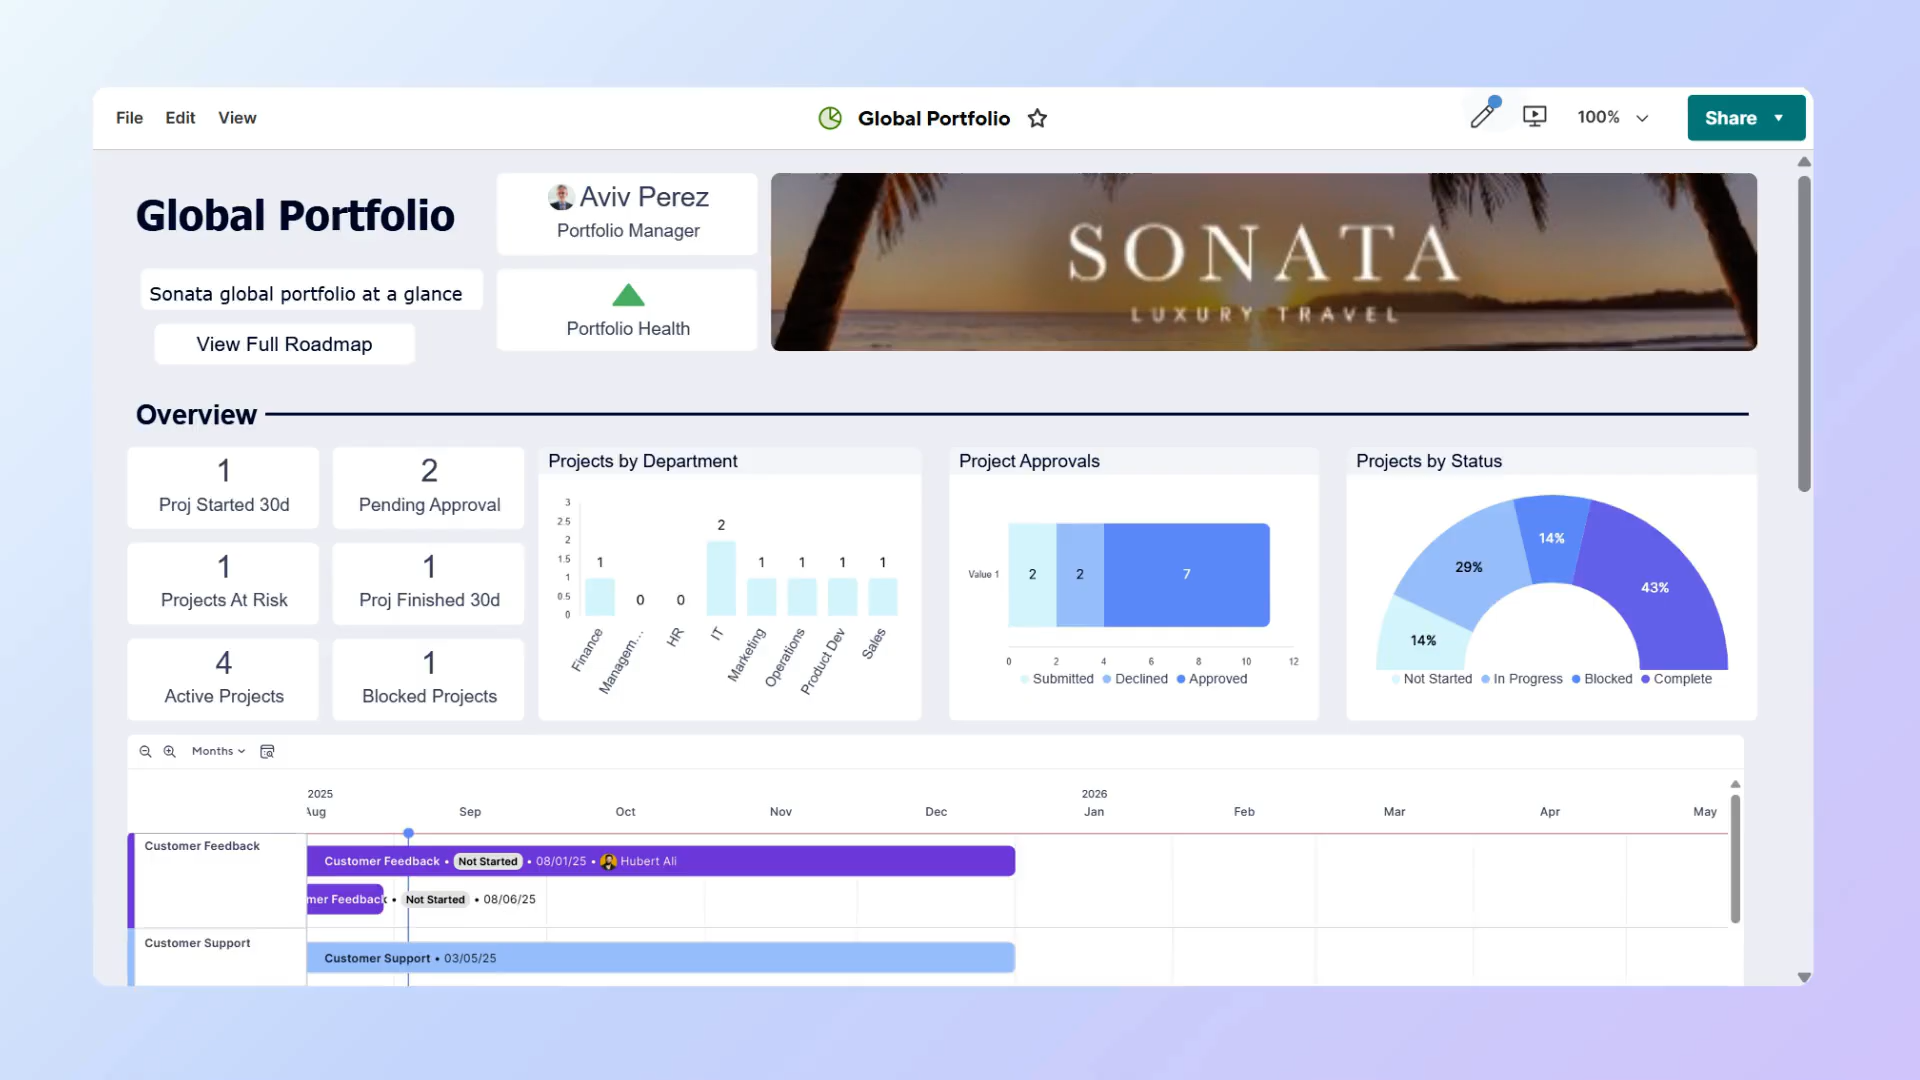 File Edit View
Global Portfolio
100%
Share
Global Portfolio
Sonata global portfolio at a glance
View Full Roadmap
Aviv Perez
Portfolio Manager
Portfolio Health
SONATA
LUXURY TRAVEL
Overview
1
Proj Started 30d
2
Pending Approval
1
Projects At Risk
1
Proj Finished 30d
4
Active Projects
1
Blocked Projects
Projects by Department
3
2.5
2
1.5
1
0.5
0
1 0 0 2 1 1 1 1
Finance Managem... HR IT Marketing Operations Product Dev Sales
Project Approvals
Value 1
2 2 7
0 2 4 6 8 10 12
Submitted Declined Approved
Projects by Status
14% 29% 14% 43%
Not Started In Progress Blocked Complete
Months
2025 2026
Aug Sep Oct Nov Dec Jan Feb Mar Apr May
Customer Feedback
Customer Feedback • Not Started • 08/01/25 • Hubert Ali
mer Feedback • Not Started • 08/06/25
Customer Support
Customer Support • 03/05/25